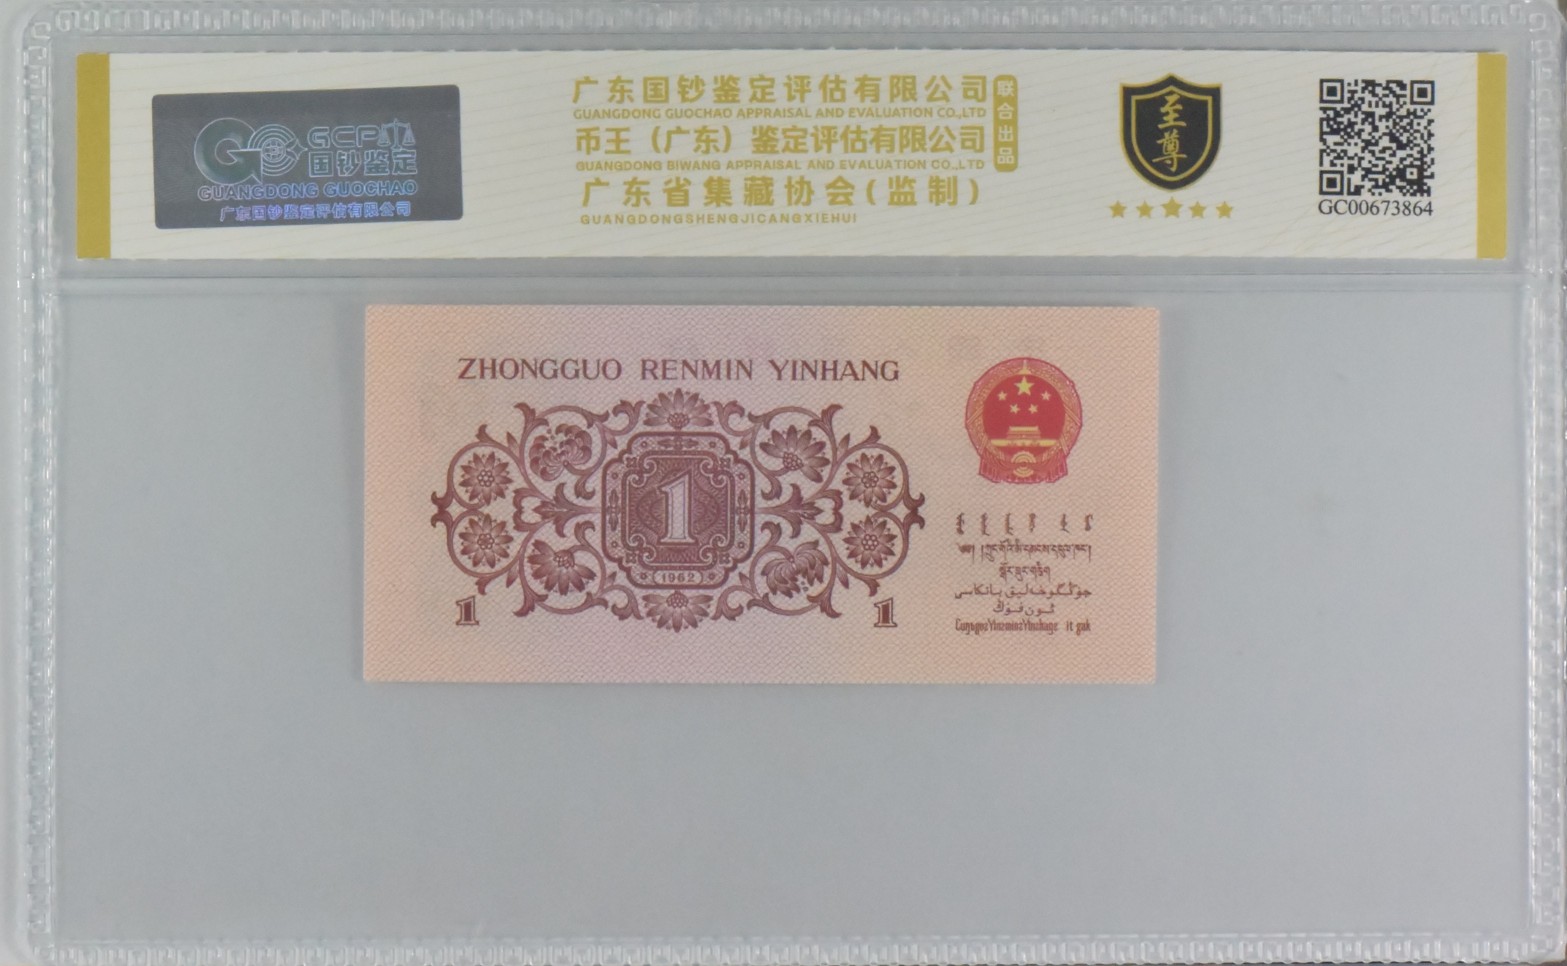 GCP
国钞鉴定
GUANGDONG GUOCHAO
广东国钞鉴定评估有限公司
广东国钞鉴定评估有限公司
GUANGDONG GUOCHAO APPRAISAL AND EVALUATION CO.,LTD
币王（广东）鉴定评估有限公司
GUANGDONG BIWANG APPRAISAL AND EVALUATION CO.,LTD
广东省集藏协会(监制)
GUANGDONGSHENGJICANGXIEHUI
联合出品
至尊
GC00673864
ZHONGGUO RENMIN YINHANG
1
1962
1
1
جۇڭگو خەلىق بانكاسى